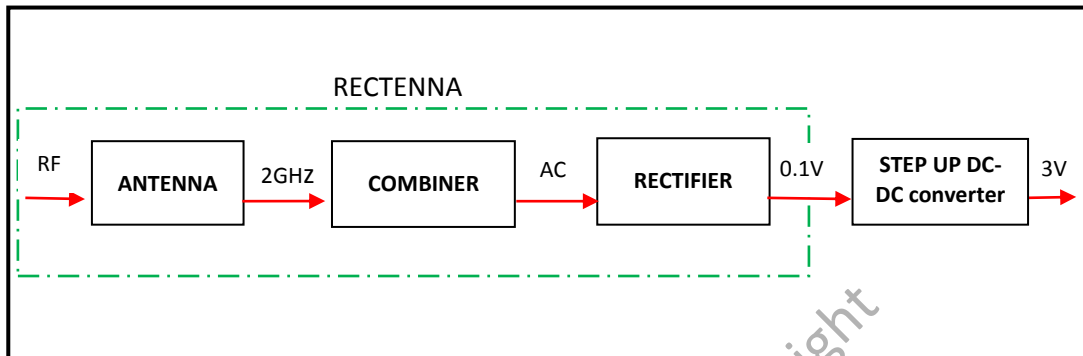 RECTENNA
RF
ANTENNA
2GHz
COMBINER
AC
RECTIFIER
0.1V
STEP UP DC-
DC converter
3V